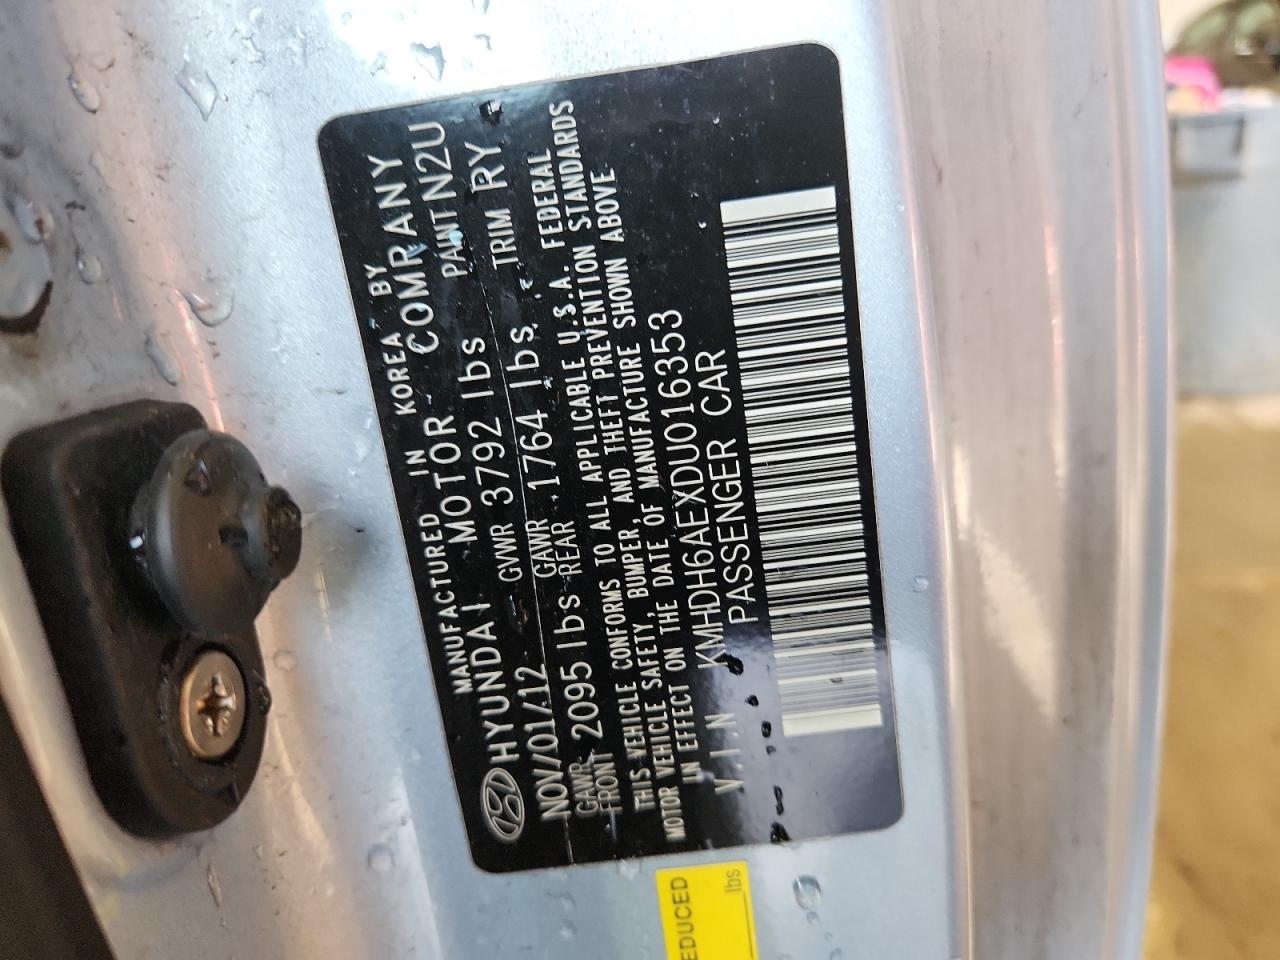 MANUFACTURED IN KOREA BY
HYUNDAI MOTOR COMRANY
NOV/01/12 GVWR 3792 lbs PAINT N2U
GAWR FRONT 2095 lbs GAWR REAR 1764 lbs TRIM RY
THIS VEHICLE CONFORMS TO ALL APPLICABLE U.S.A. FEDERAL
MOTOR VEHICLE SAFETY, BUMPER, AND THEFT PREVENTION STANDARDS
IN EFFECT ON THE DATE OF MANUFACTURE SHOWN ABOVE
V.I.N KMHDH6AEXDU016353
PASSENGER CAR
EDUCED
lbs